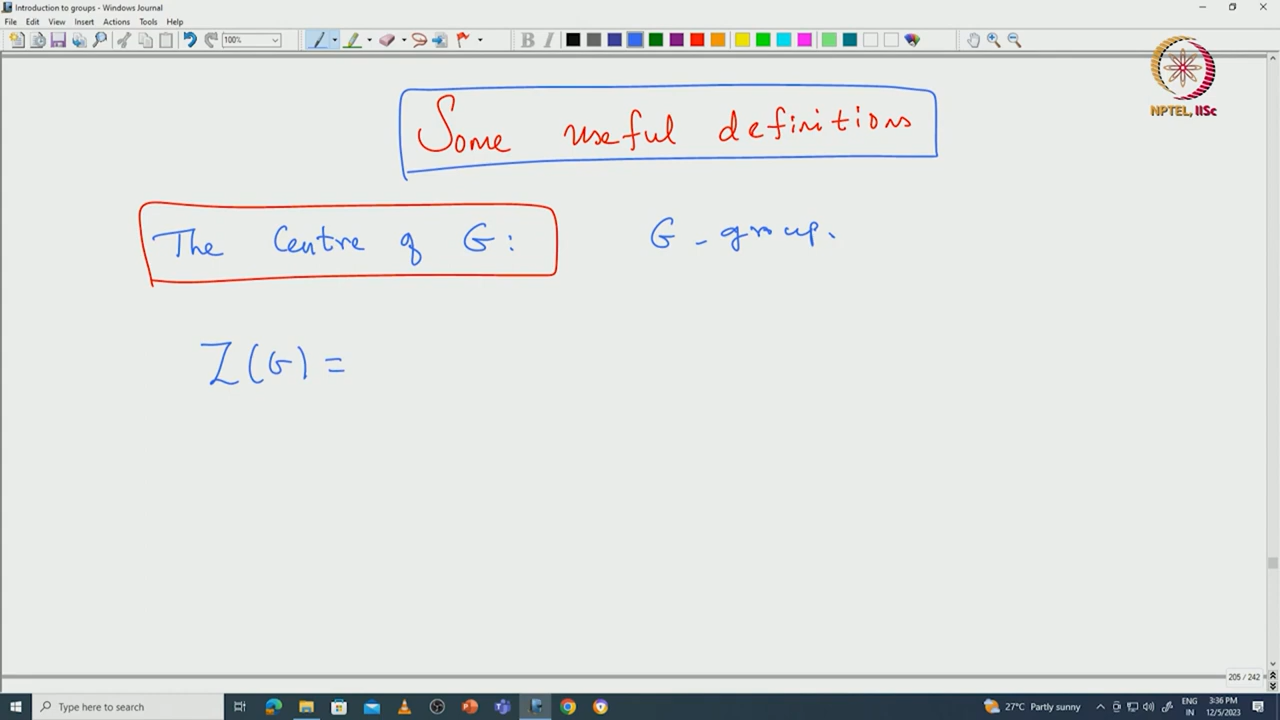 Introduction to groups - Windows Journal
File Edit View Insert Actions Tools Help
100%
B I
NPTEL, IISc
Some useful definitions
The Centre of G: G - group.
Z(G) =
205 / 242
Type here to search
27°C Partly sunny
ENG
IN
3:36 PM
12/5/2023